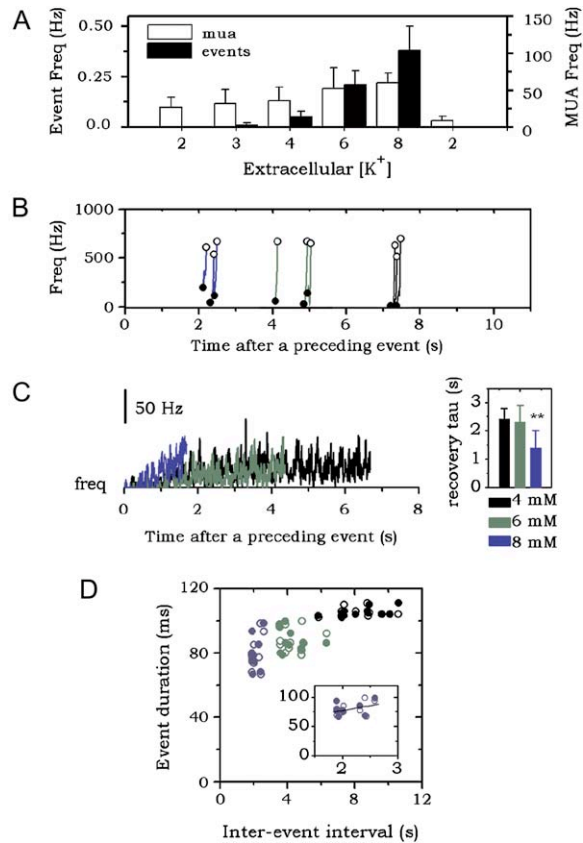 A
Event Freq (Hz)
0.50
0.25
0.0
mua
events
150
100
50
0
MUA Freq (Hz)
2 3 4 6 8 2
Extracellular [K+]
B
Freq (Hz)
1000
500
0
0 2 4 6 8 10
Time after a preceding event (s)
C
50 Hz
freq
0 2 4 6 8
Time after a preceding event (s)
recovery tau (s)
3
2
1
0
**
4 mM
6 mM
8 mM
D
Event duration (ms)
120
80
40
0
100
75
50
0
2 3
0 4 8 12
Inter-event interval (s)